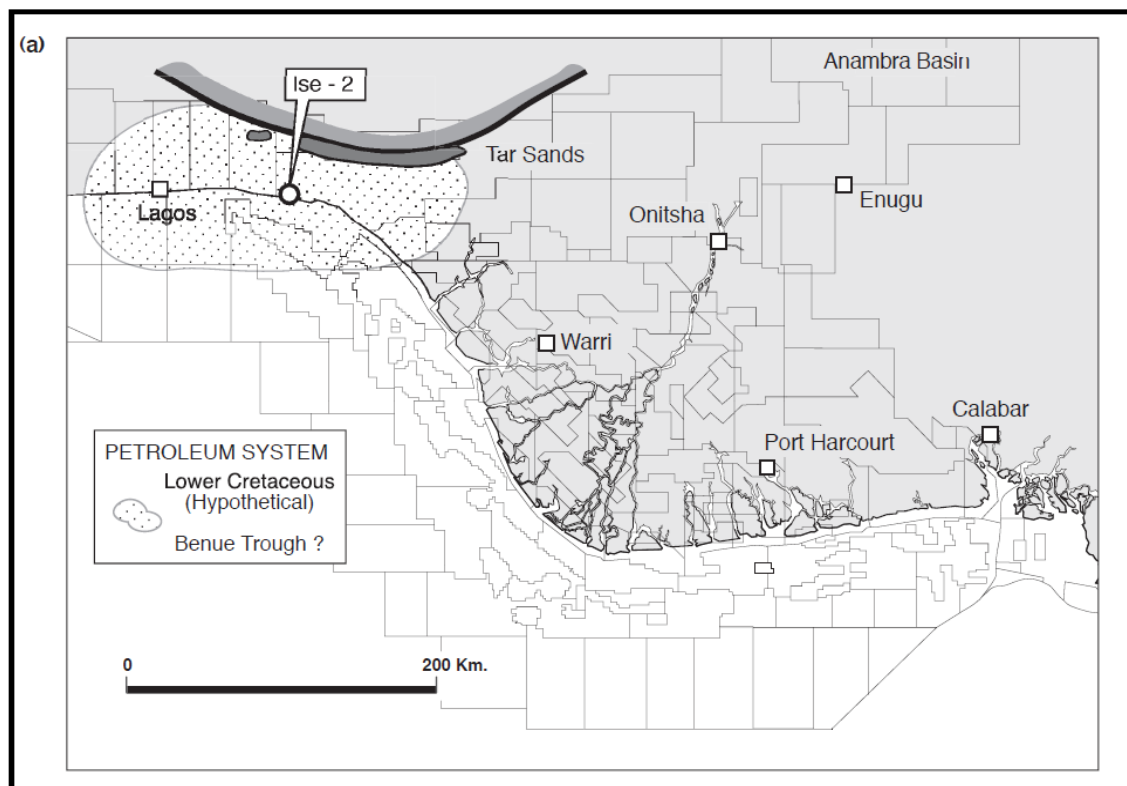 (a)
Anambra Basin
Ise - 2
Tar Sands
Enugu
Lagos
Onitsha
Warri
Calabar
Port Harcourt
PETROLEUM SYSTEM
Lower Cretaceous
(Hypothetical)
Benue Trough ?
0
200 Km.